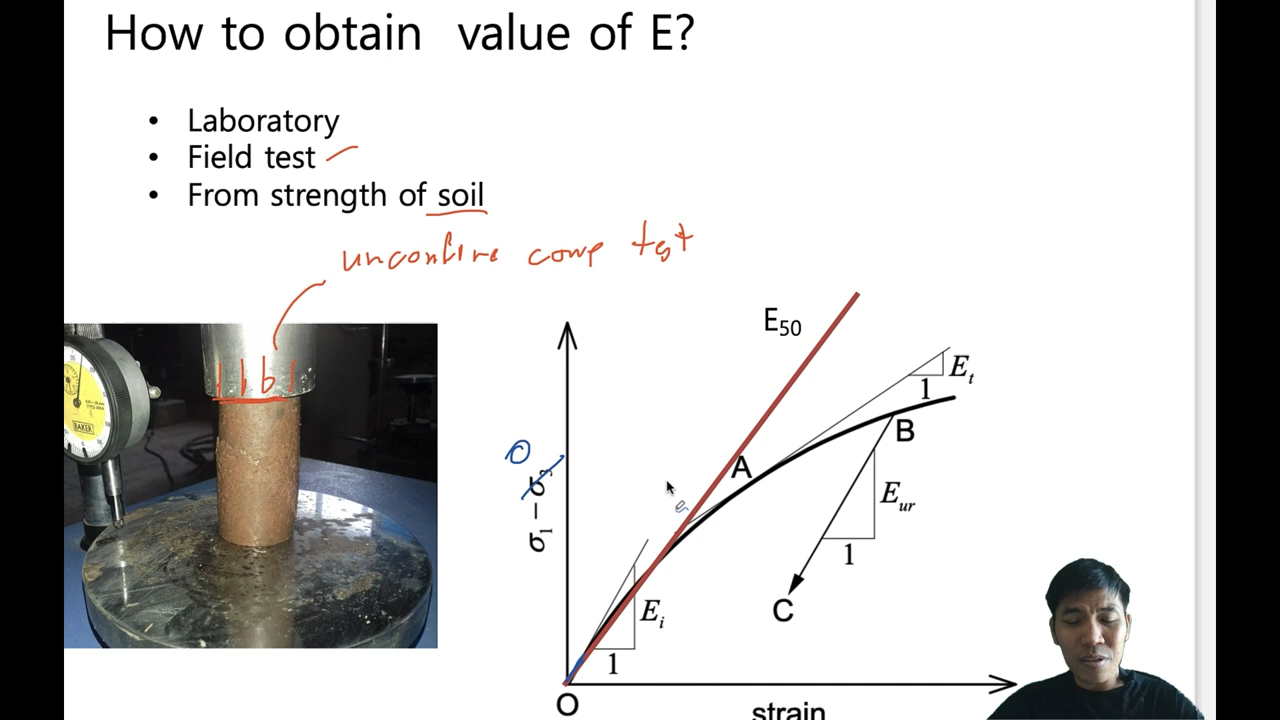 How to obtain value of E?
• Laboratory
• Field test
• From strength of soil
unconfine comp test
E50
Et
1
A
B
0
σ1 − σ3
Eur
1
C
Ei
1
BAKER
O
strain